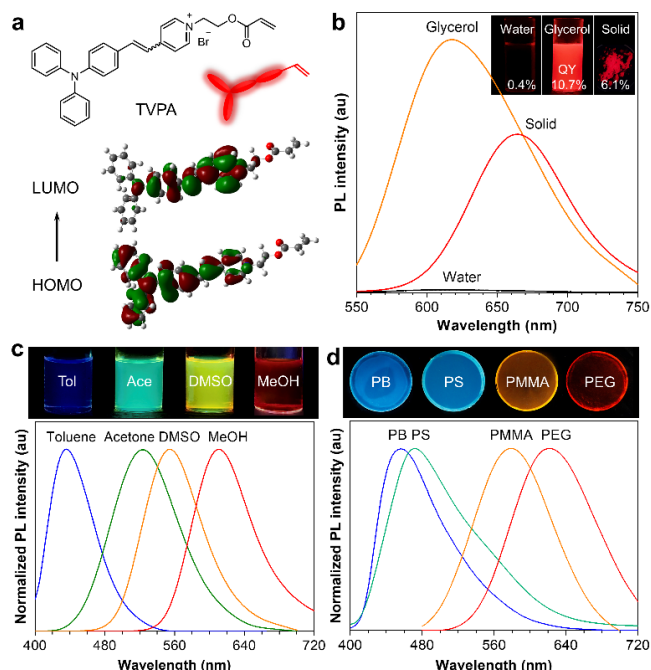 a
N
+
N
Br
−
O
O
TVPA
LUMO
HOMO
b
Glycerol
Water Glycerol Solid
QY
0.4% 10.7% 6.1%
Solid
Water
PL intensity (au)
550 600 650 700 750
Wavelength (nm)
c
Tol Ace DMSO MeOH
Toluene Acetone DMSO MeOH
Normalized PL intensity (au)
400 480 560 640 720
Wavelength (nm)
d
PB PS PMMA PEG
PB PS PMMA PEG
Normalized PL intensity (au)
400 480 560 640 720
Wavelength (nm)